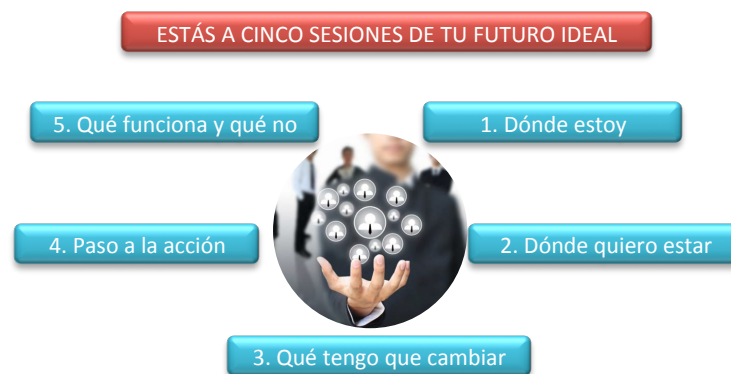 ESTÁS A CINCO SESIONES DE TU FUTURO IDEAL
1. Dónde estoy
2. Dónde quiero estar
3. Qué tengo que cambiar
4. Paso a la acción
5. Qué funciona y qué no